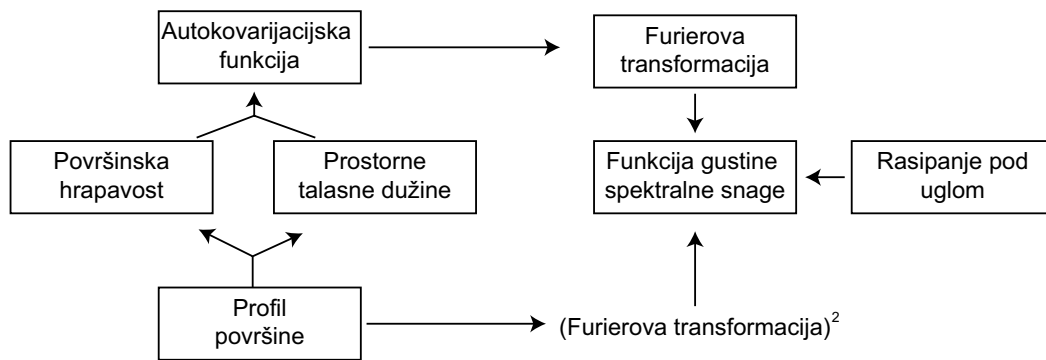 Autokovarijacijska
funkcija
Furierova
transformacija
Površinska
hrapavost
Prostorne
talasne dužine
Funkcija gustine
spektralne snage
Rasipanje pod
uglom
Profil
površine
(Furierova transformacija)²